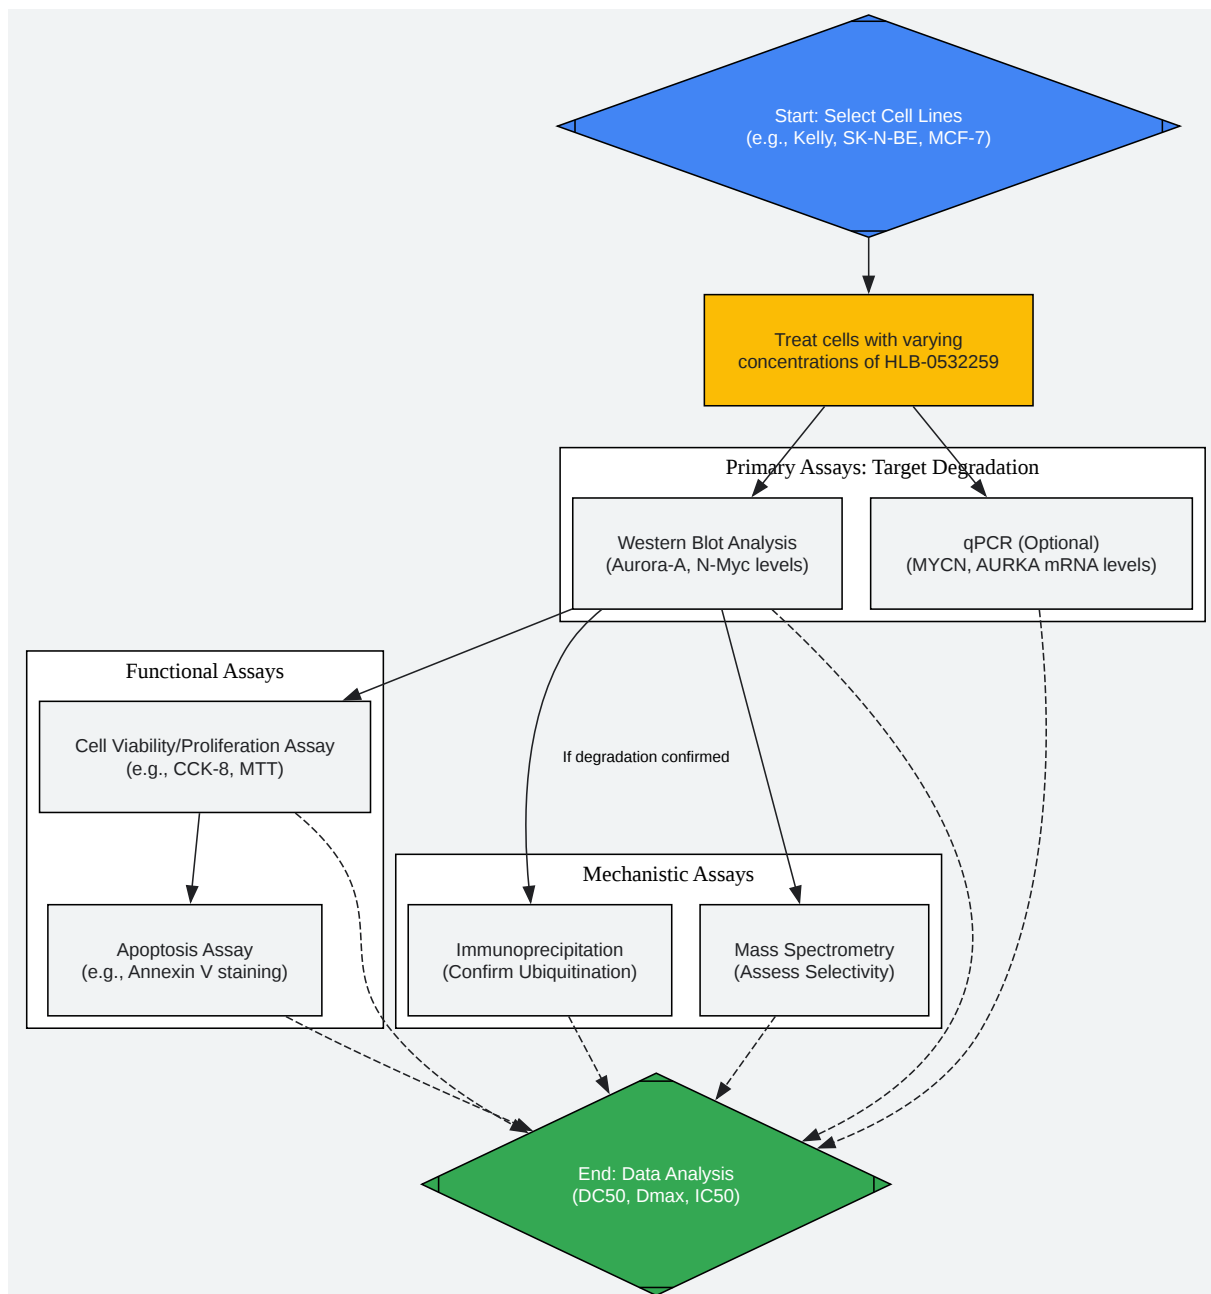 Start: Select Cell Lines
(e.g., Kelly, SK-N-BE, MCF-7)
Treat cells with varying
concentrations of HLB-0532259
Primary Assays: Target Degradation
Western Blot Analysis
(Aurora-A, N-Myc levels)
qPCR (Optional)
(MYCN, AURKA mRNA levels)
Functional Assays
Cell Viability/Proliferation Assay
(e.g., CCK-8, MTT)
If degradation confirmed
Mechanistic Assays
Apoptosis Assay
(e.g., Annexin V staining)
Immunoprecipitation
(Confirm Ubiquitination)
Mass Spectrometry
(Assess Selectivity)
End: Data Analysis
(DC50, Dmax, IC50)